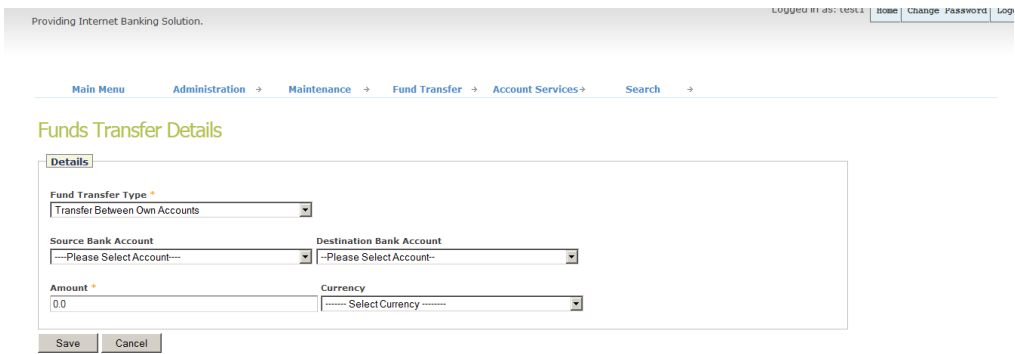 Logged in as: test1 Home Change Password Logo
Providing Internet Banking Solution.
Main Menu Administration → Maintenance → Fund Transfer → Account Services→ Search →
Funds Transfer Details
Details
Fund Transfer Type *
Transfer Between Own Accounts
Source Bank Account Destination Bank Account
----Please Select Account---- --Please Select Account--
Amount * Currency
0.0 ------- Select Currency --------
Save Cancel